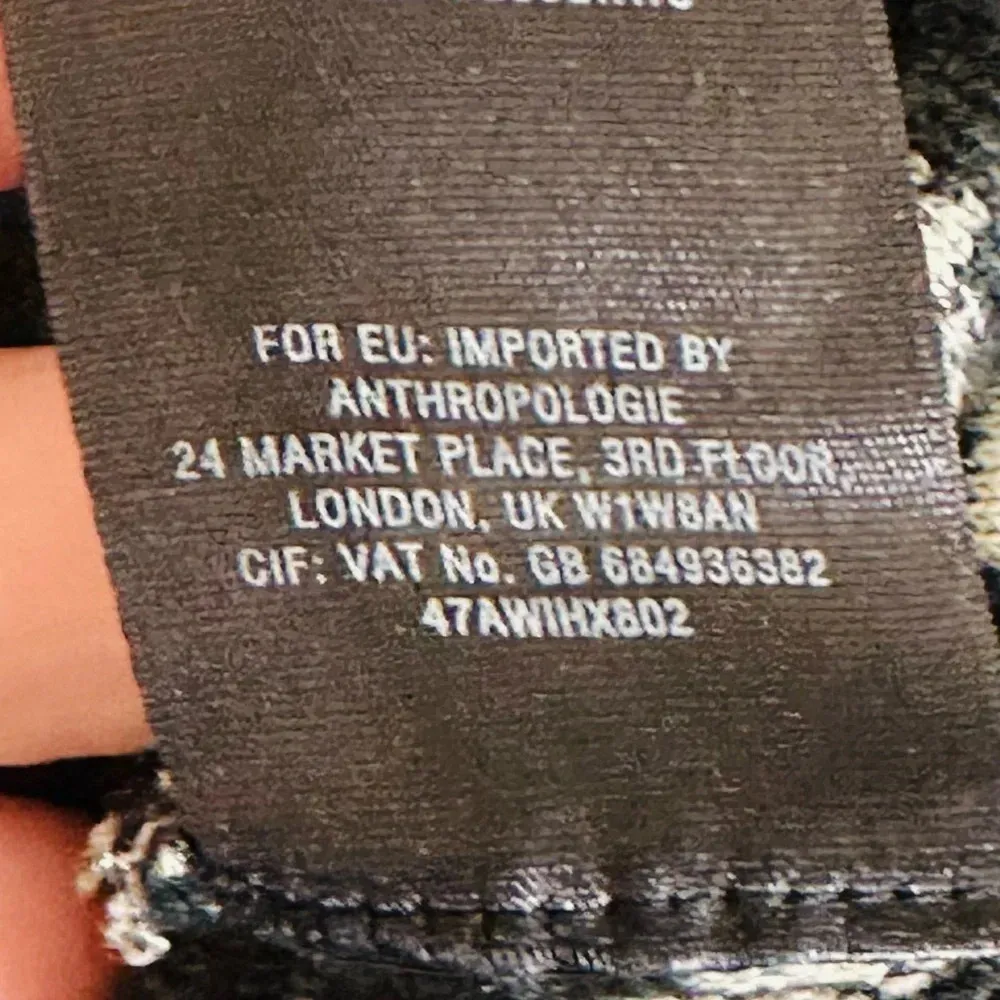 FOR EU: IMPORTED BY
ANTHROPOLOGIE
24 MARKET PLACE, 3RD FLOOR
LONDON, UK W1W8AN
CIF: VAT No. GB 684936382
47AWIHX802